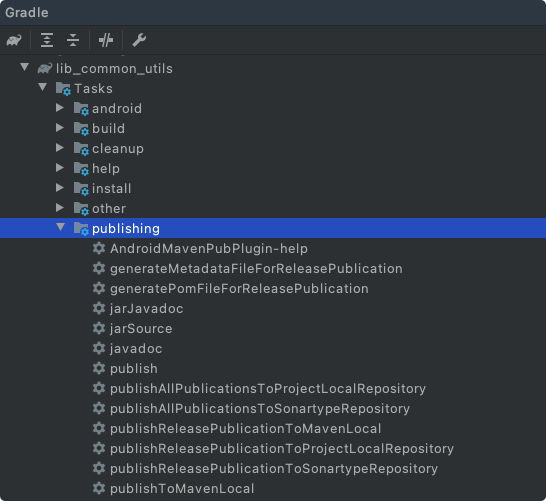 Gradle
lib_common_utils
Tasks
android
build
cleanup
help
install
other
publishing
AndroidMavenPubPlugin-help
generateMetadataFileForReleasePublication
generatePomFileForReleasePublication
jarJavadoc
jarSource
javadoc
publish
publishAllPublicationsToProjectLocalRepository
publishAllPublicationsToSonartypeRepository
publishReleasePublicationToMavenLocal
publishReleasePublicationToProjectLocalRepository
publishReleasePublicationToSonartypeRepository
publishToMavenLocal